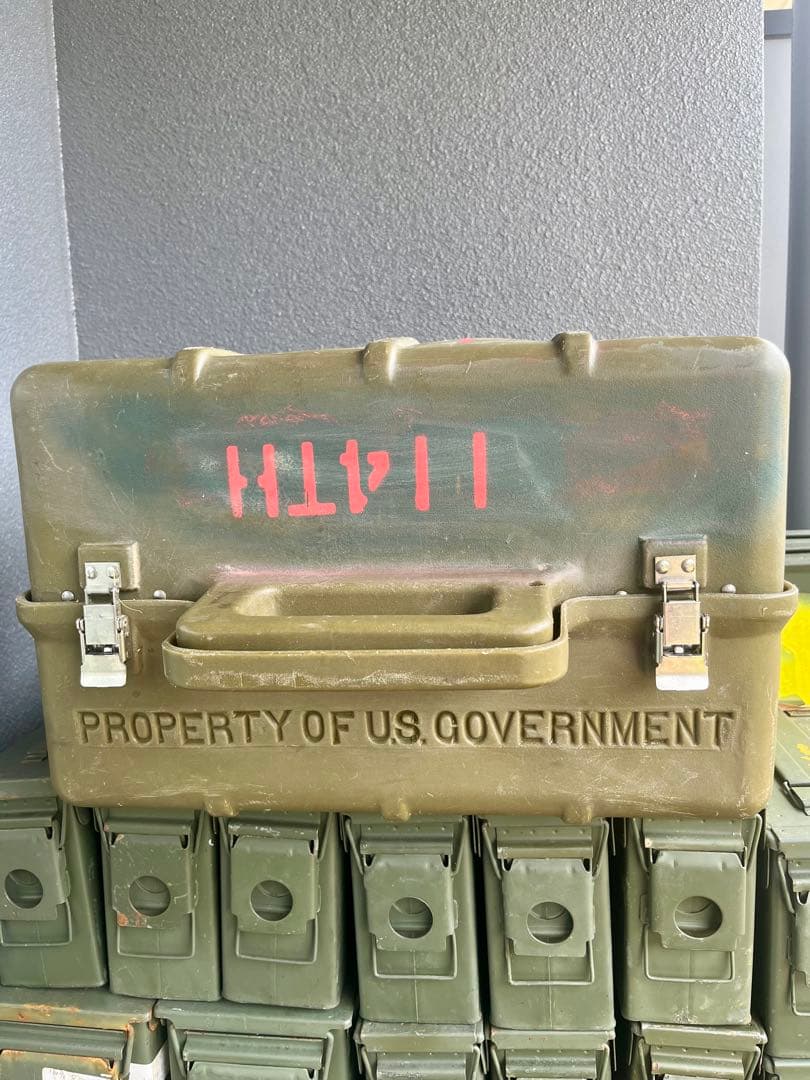 114TH
PROPERTY OF U.S. GOVERNMENT